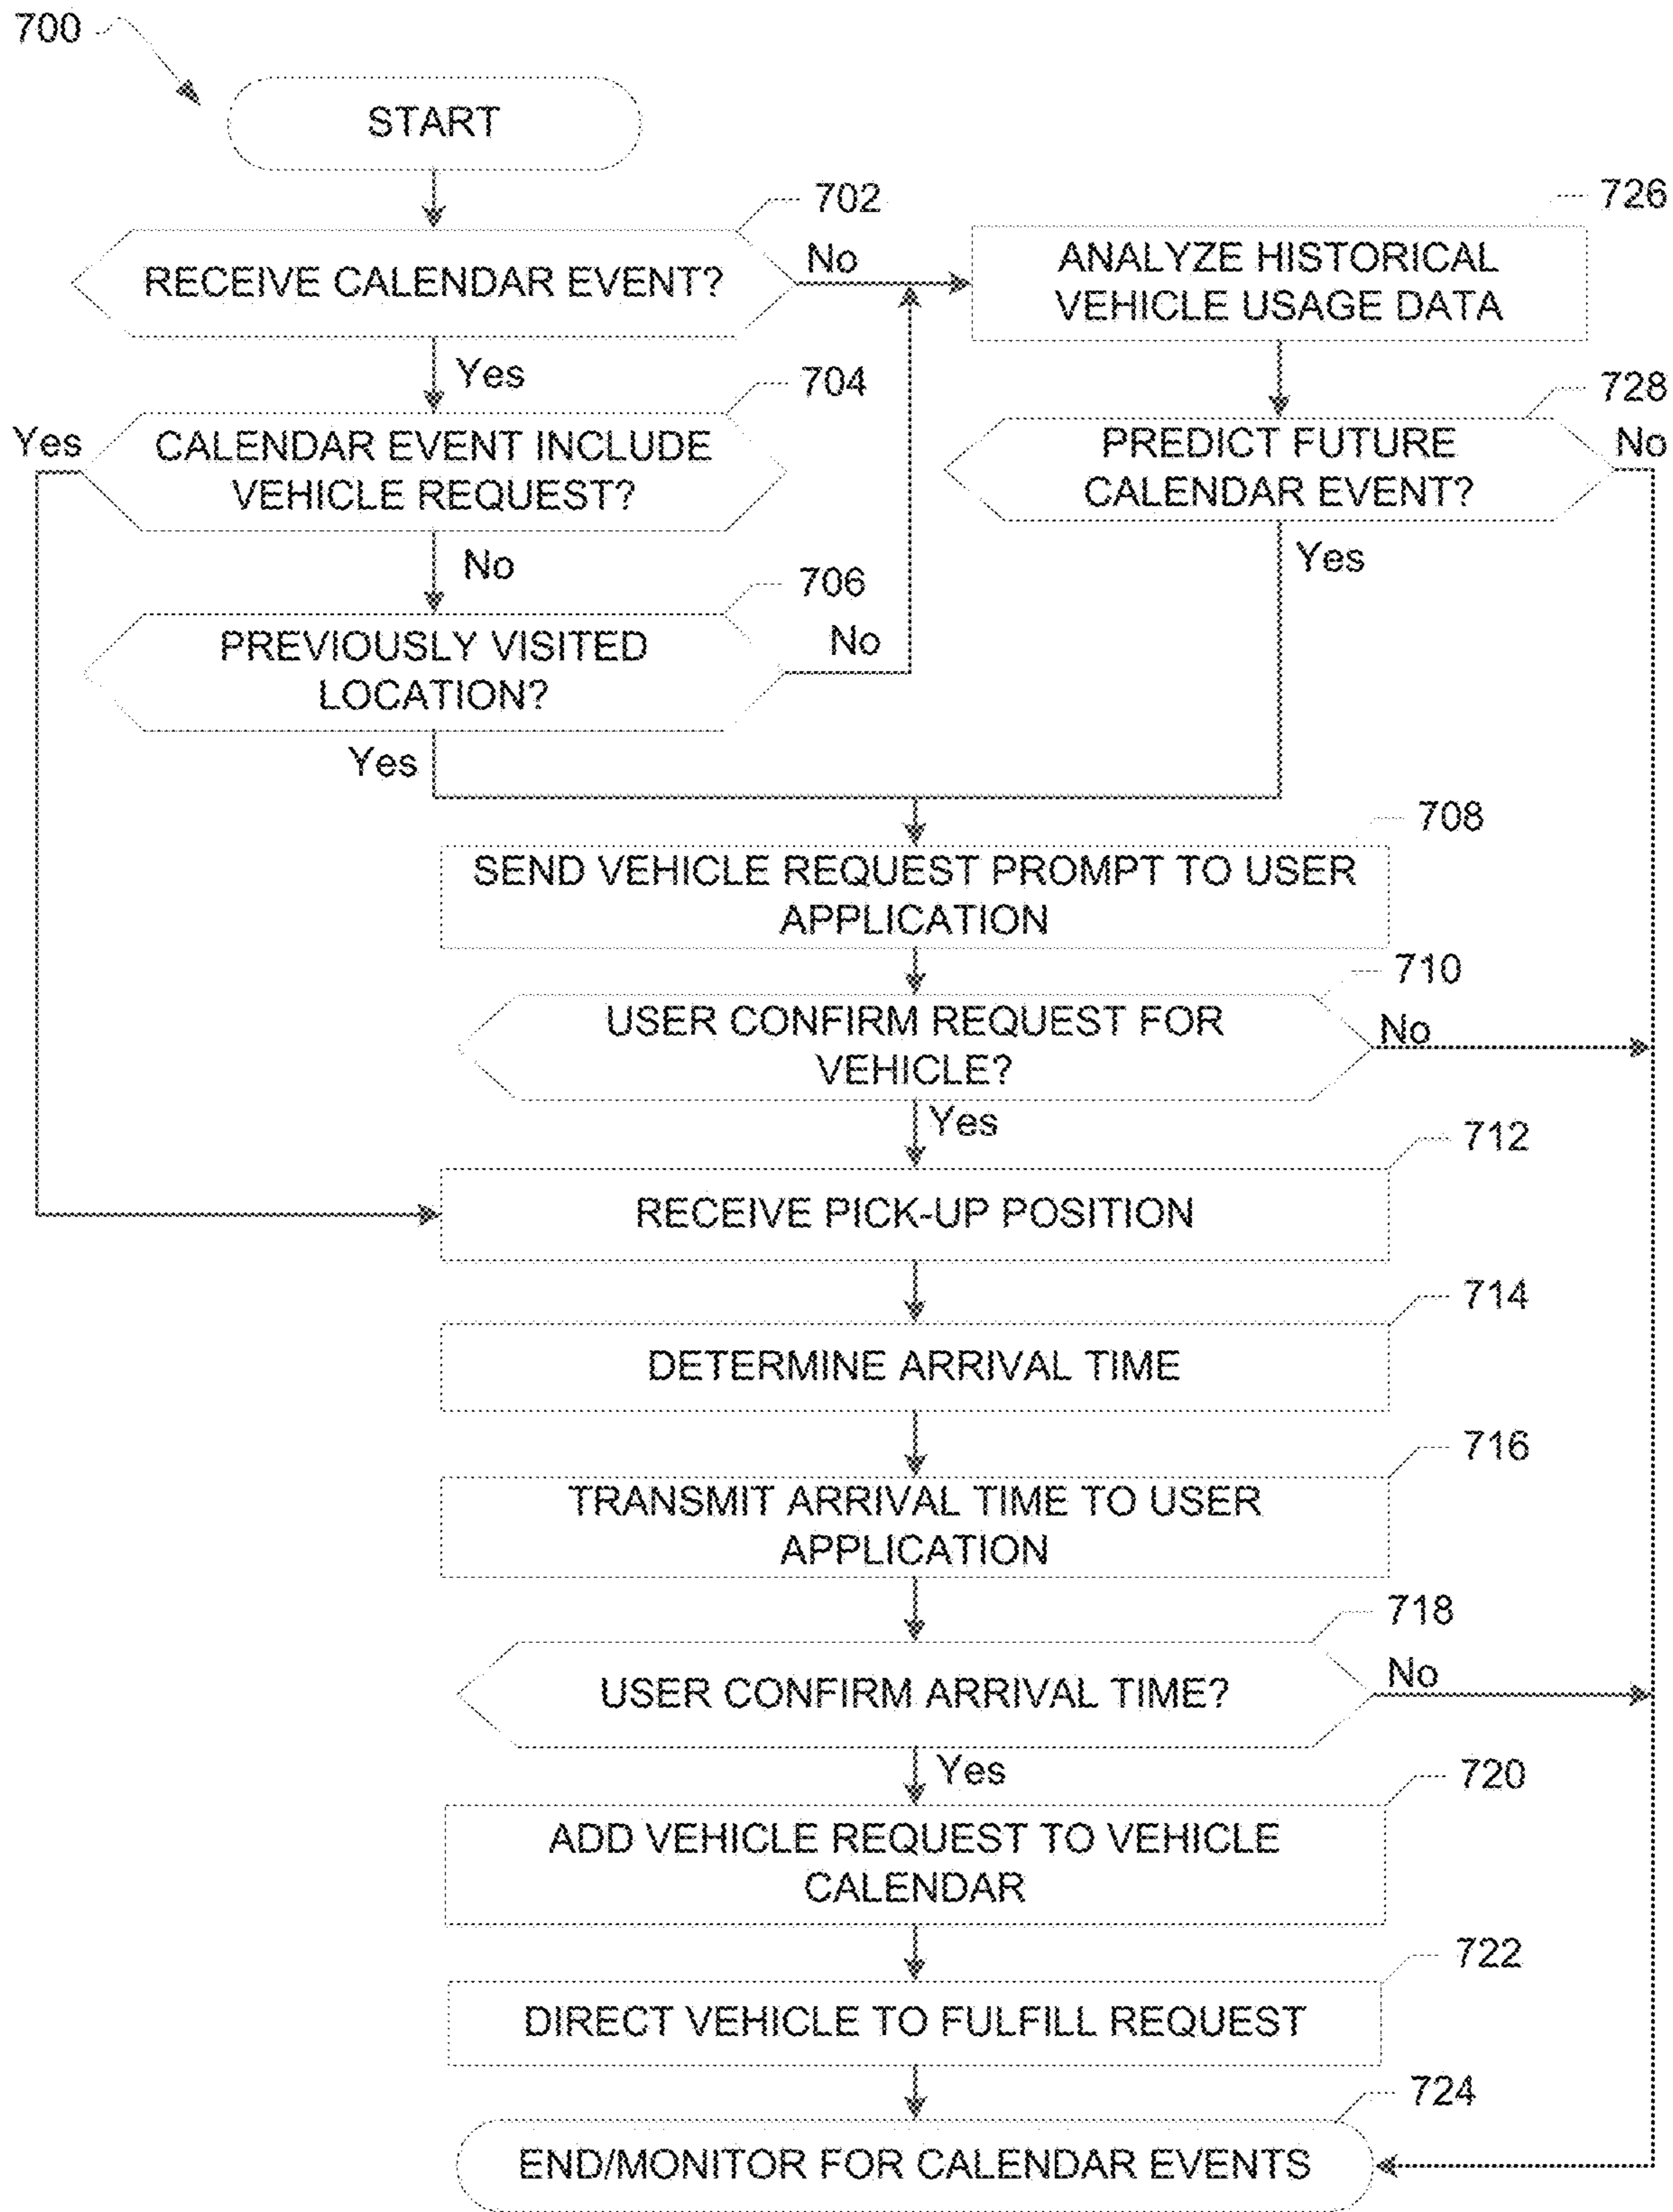 700
START
702
RECEIVE CALENDAR EVENT?
No
726
ANALYZE HISTORICAL
VEHICLE USAGE DATA
Yes
704
Yes
CALENDAR EVENT INCLUDE
VEHICLE REQUEST?
728
PREDICT FUTURE
CALENDAR EVENT?
No
No
Yes
706
PREVIOUSLY VISITED
LOCATION?
No
Yes
708
SEND VEHICLE REQUEST PROMPT TO USER
APPLICATION
710
USER CONFIRM REQUEST FOR
VEHICLE?
No
Yes
712
RECEIVE PICK-UP POSITION
714
DETERMINE ARRIVAL TIME
716
TRANSMIT ARRIVAL TIME TO USER
APPLICATION
718
USER CONFIRM ARRIVAL TIME?
No
Yes
720
ADD VEHICLE REQUEST TO VEHICLE
CALENDAR
722
DIRECT VEHICLE TO FULFILL REQUEST
724
END/MONITOR FOR CALENDAR EVENTS